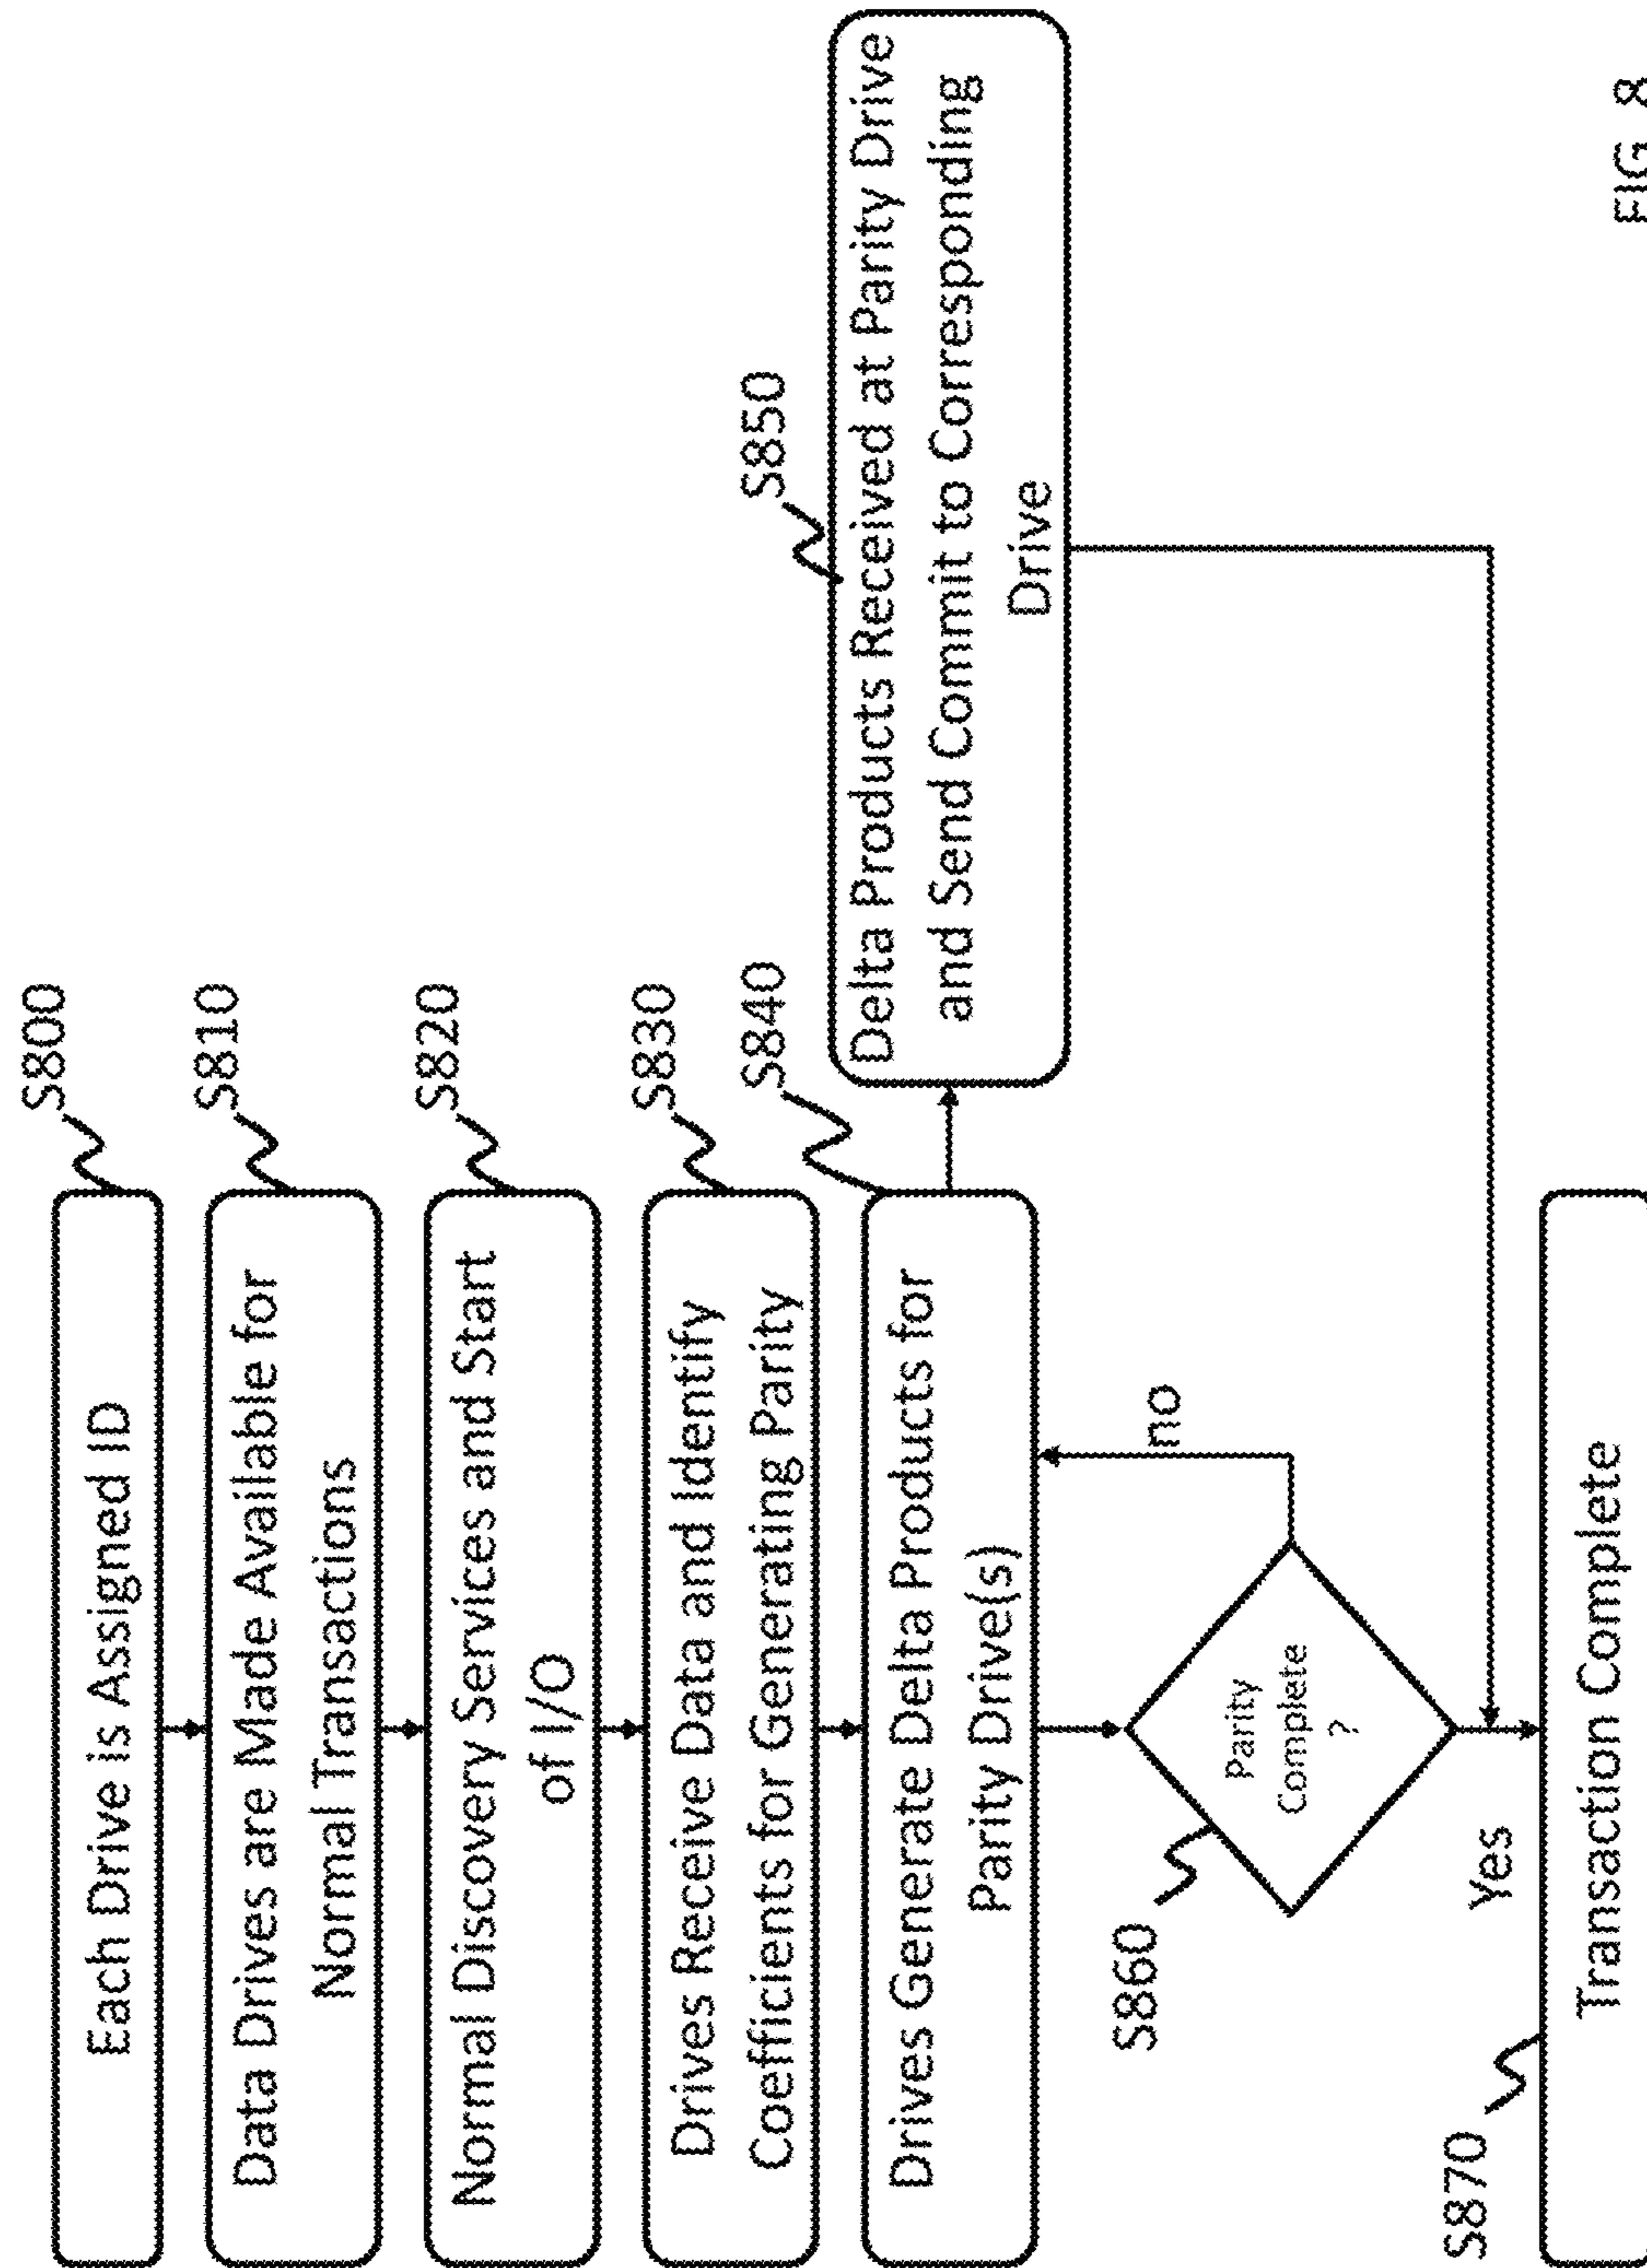 S800
Each Drive is Assigned ID
S810
Data Drives are Made Available for
Normal Transactions
S820
Normal Discovery Services and Start
of I/O
S830
Drives Receive Data and Identify
Coefficients for Generating Parity
S840
Drives Generate Delta Products for
Parity Drive(s)
S850
Delta Products Received at Parity Drive
and Send Commit to Corresponding
Drive
S860
Parity
Complete
?
no
Yes
S870
Transaction Complete
FIG. 8